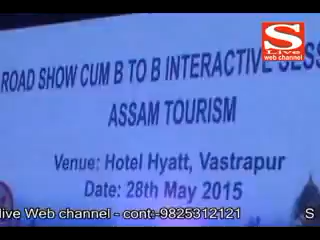 S
Live
web channel
ROAD SHOW CUM B TO B INTERACTIVE
ASSAM TOURISM
Venue: Hotel Hyatt, Vastrapur
Date: 28th May 2015
live Web channel - cont:-9825312121 S